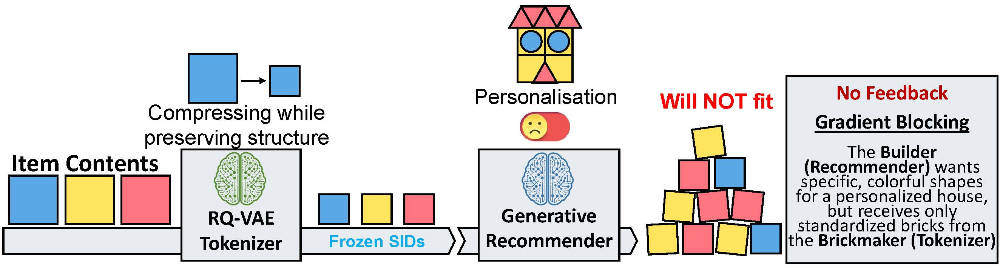 Item Contents
Compressing while
preserving structure
RQ-VAE
Tokenizer
Frozen SIDs
Personalisation
Generative
Recommender
Will NOT fit
No Feedback
Gradient Blocking
The Builder
(Recommender) wants
specific, colorful shapes
for a personalized house,
but receives only
standardized bricks from
the Brickmaker (Tokenizer)